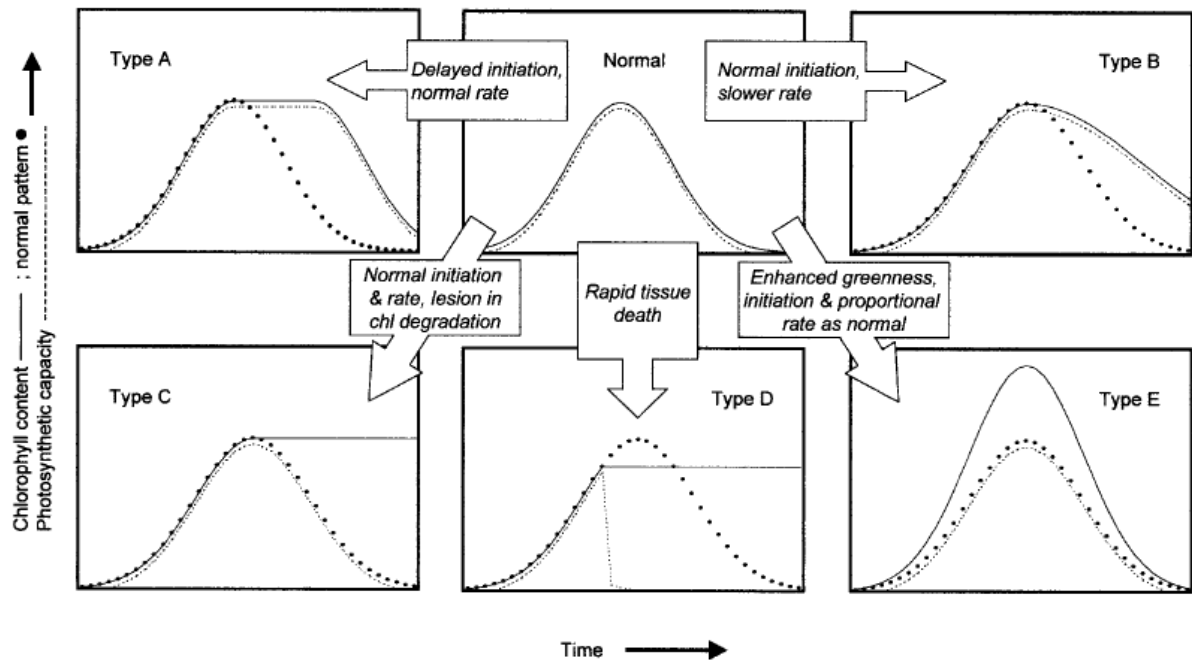 Type A
Delayed initiation,
normal rate
Normal
Normal initiation,
slower rate
Type B
Chlorophyll content ——— ; normal pattern ●
Photosynthetic capacity ----------
Normal initiation
& rate, lesion in
chl degradation
Rapid tissue
death
Enhanced greenness,
initiation & proportional
rate as normal
Type C
Type D
Type E
Time